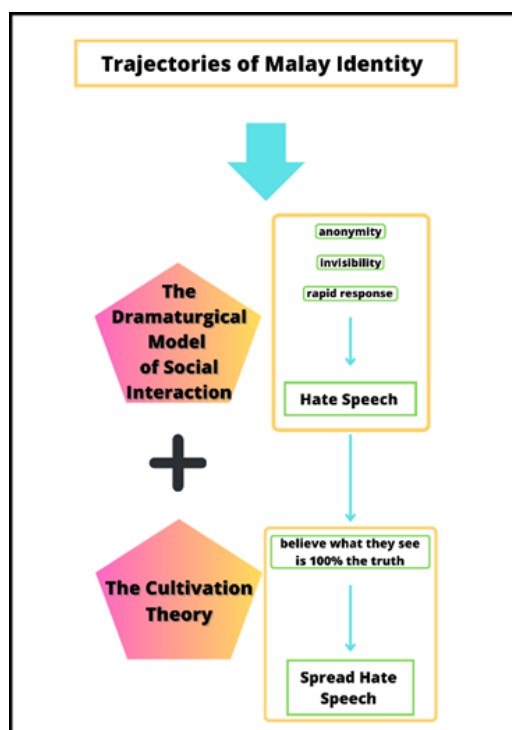 Trajectories of Malay Identity
anonymity
invisibility
rapid response
Hate Speech
The
Dramaturgical
Model
of Social
Interaction
+
believe what they see
is 100% the truth
The Cultivation
Theory
Spread Hate
Speech